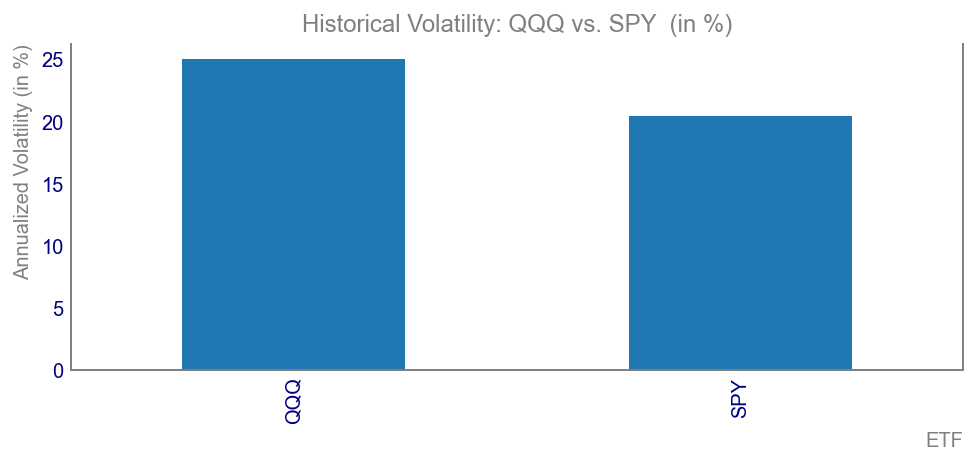 Historical Volatility: QQQ vs. SPY  (in %)
Annualized Volatility (in %)
25
20
15
10
5
0
QQQ
SPY
ETF